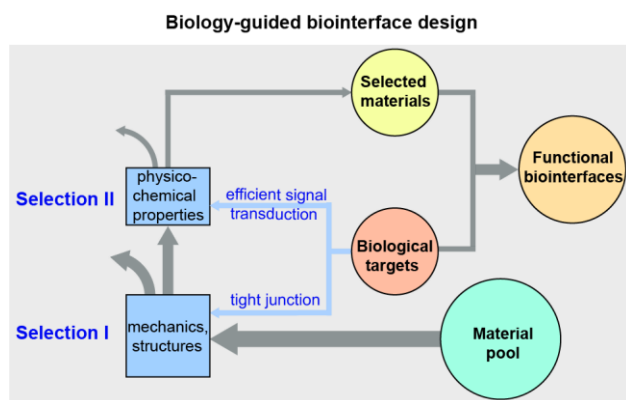 Biology-guided biointerface design
Selected
materials
physico-
chemical
properties
Selection II
efficient signal
transduction
Functional
biointerfaces
Biological
targets
tight junction
Selection I
mechanics,
structures
Material
pool